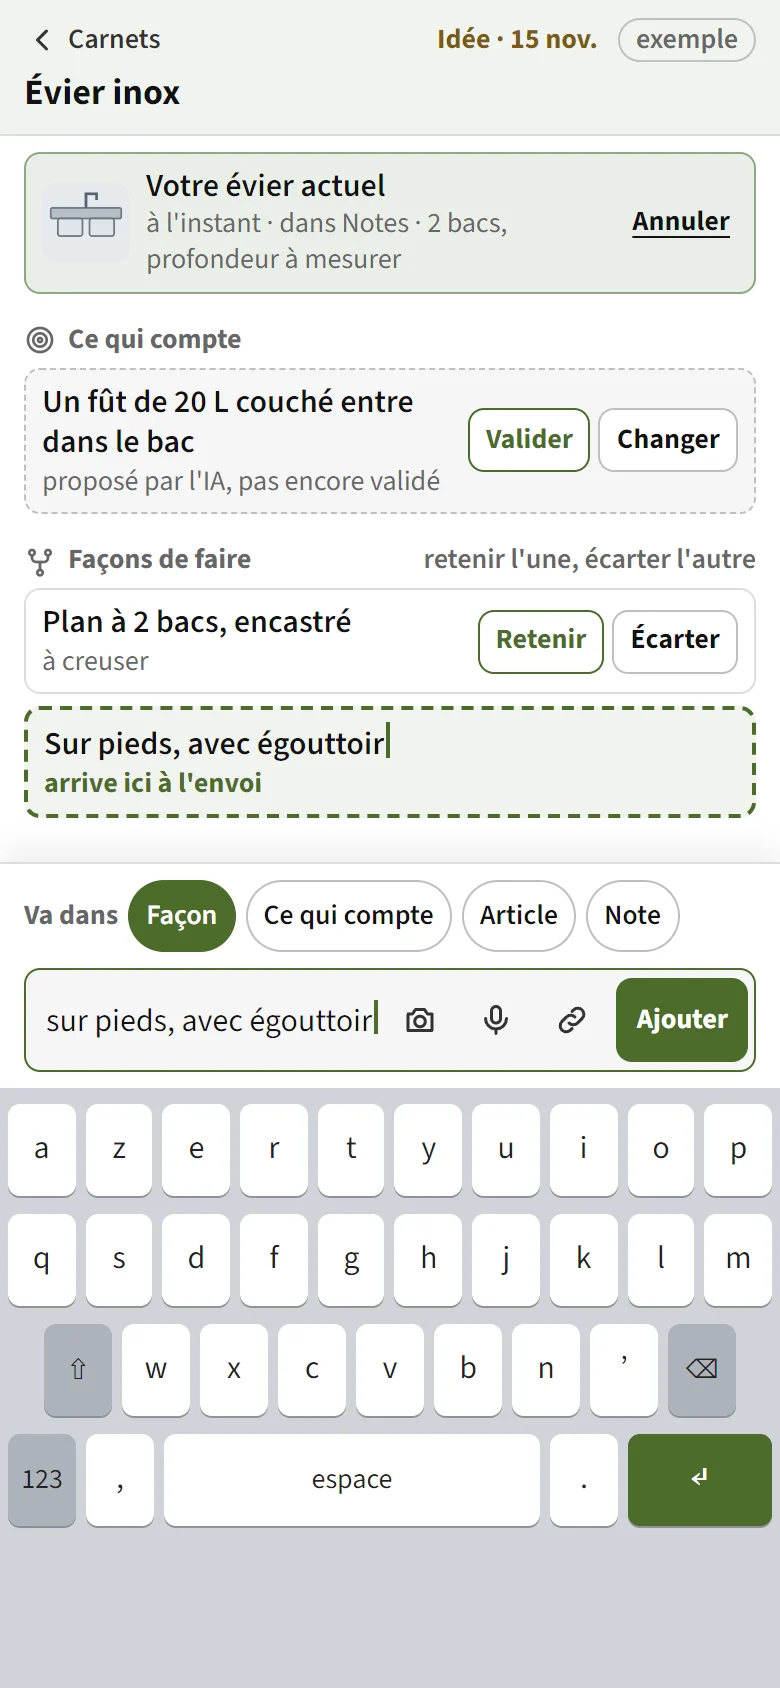 Carnets
Idée · 15 nov.
exemple
Évier inox
Votre évier actuel
à l'instant · dans Notes · 2 bacs,
profondeur à mesurer
Annuler
Ce qui compte
Un fût de 20 L couché entre
dans le bac
proposé par l'IA, pas encore validé
Valider
Changer
Façons de faire
retenir l'une, écarter l'autre
Plan à 2 bacs, encastré
à creuser
Retenir
Écarter
Sur pieds, avec égouttoir
arrive ici à l'envoi
Va dans
Façon
Ce qui compte
Article
Note
sur pieds, avec égouttoir
Ajouter
a z e r t y u i o p
q s d f g h j k l m
⇧ w x c v b n ’ ⌫
123 , espace . ↵